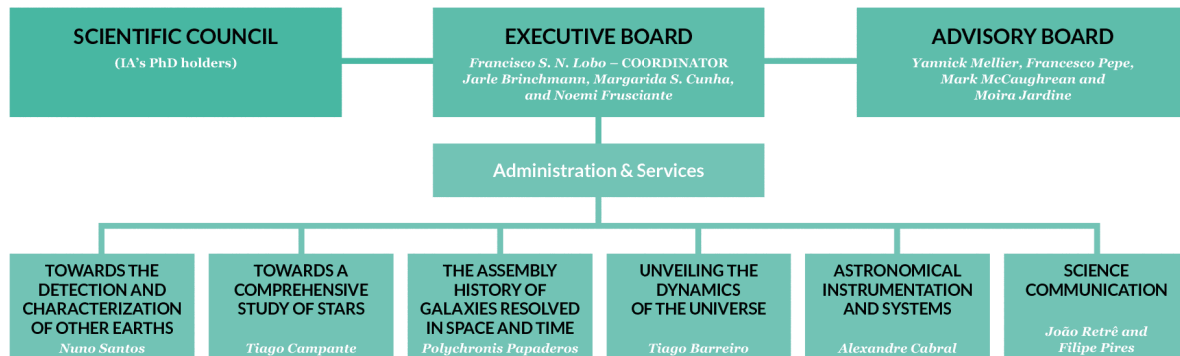 SCIENTIFIC COUNCIL
(IA's PhD holders)
EXECUTIVE BOARD
Francisco S. N. Lobo – COORDINATOR
Jarle Brinchmann, Margarida S. Cunha,
and Noemi Frusciante
ADVISORY BOARD
Yannick Mellier, Francesco Pepe,
Mark McCaughrean and
Moira Jardine
Administration & Services
TOWARDS THE
DETECTION AND
CHARACTERIZATION
OF OTHER EARTHS
Nuno Santos
TOWARDS A
COMPREHENSIVE
STUDY OF STARS
Tiago Campante
THE ASSEMBLY
HISTORY OF
GALAXIES RESOLVED
IN SPACE AND TIME
Polychronis Papaderos
UNVEILING THE
DYNAMICS
OF THE UNIVERSE
Tiago Barreiro
ASTRONOMICAL
INSTRUMENTATION
AND SYSTEMS
Alexandre Cabral
SCIENCE
COMMUNICATION
João Retrê and
Filipe Pires